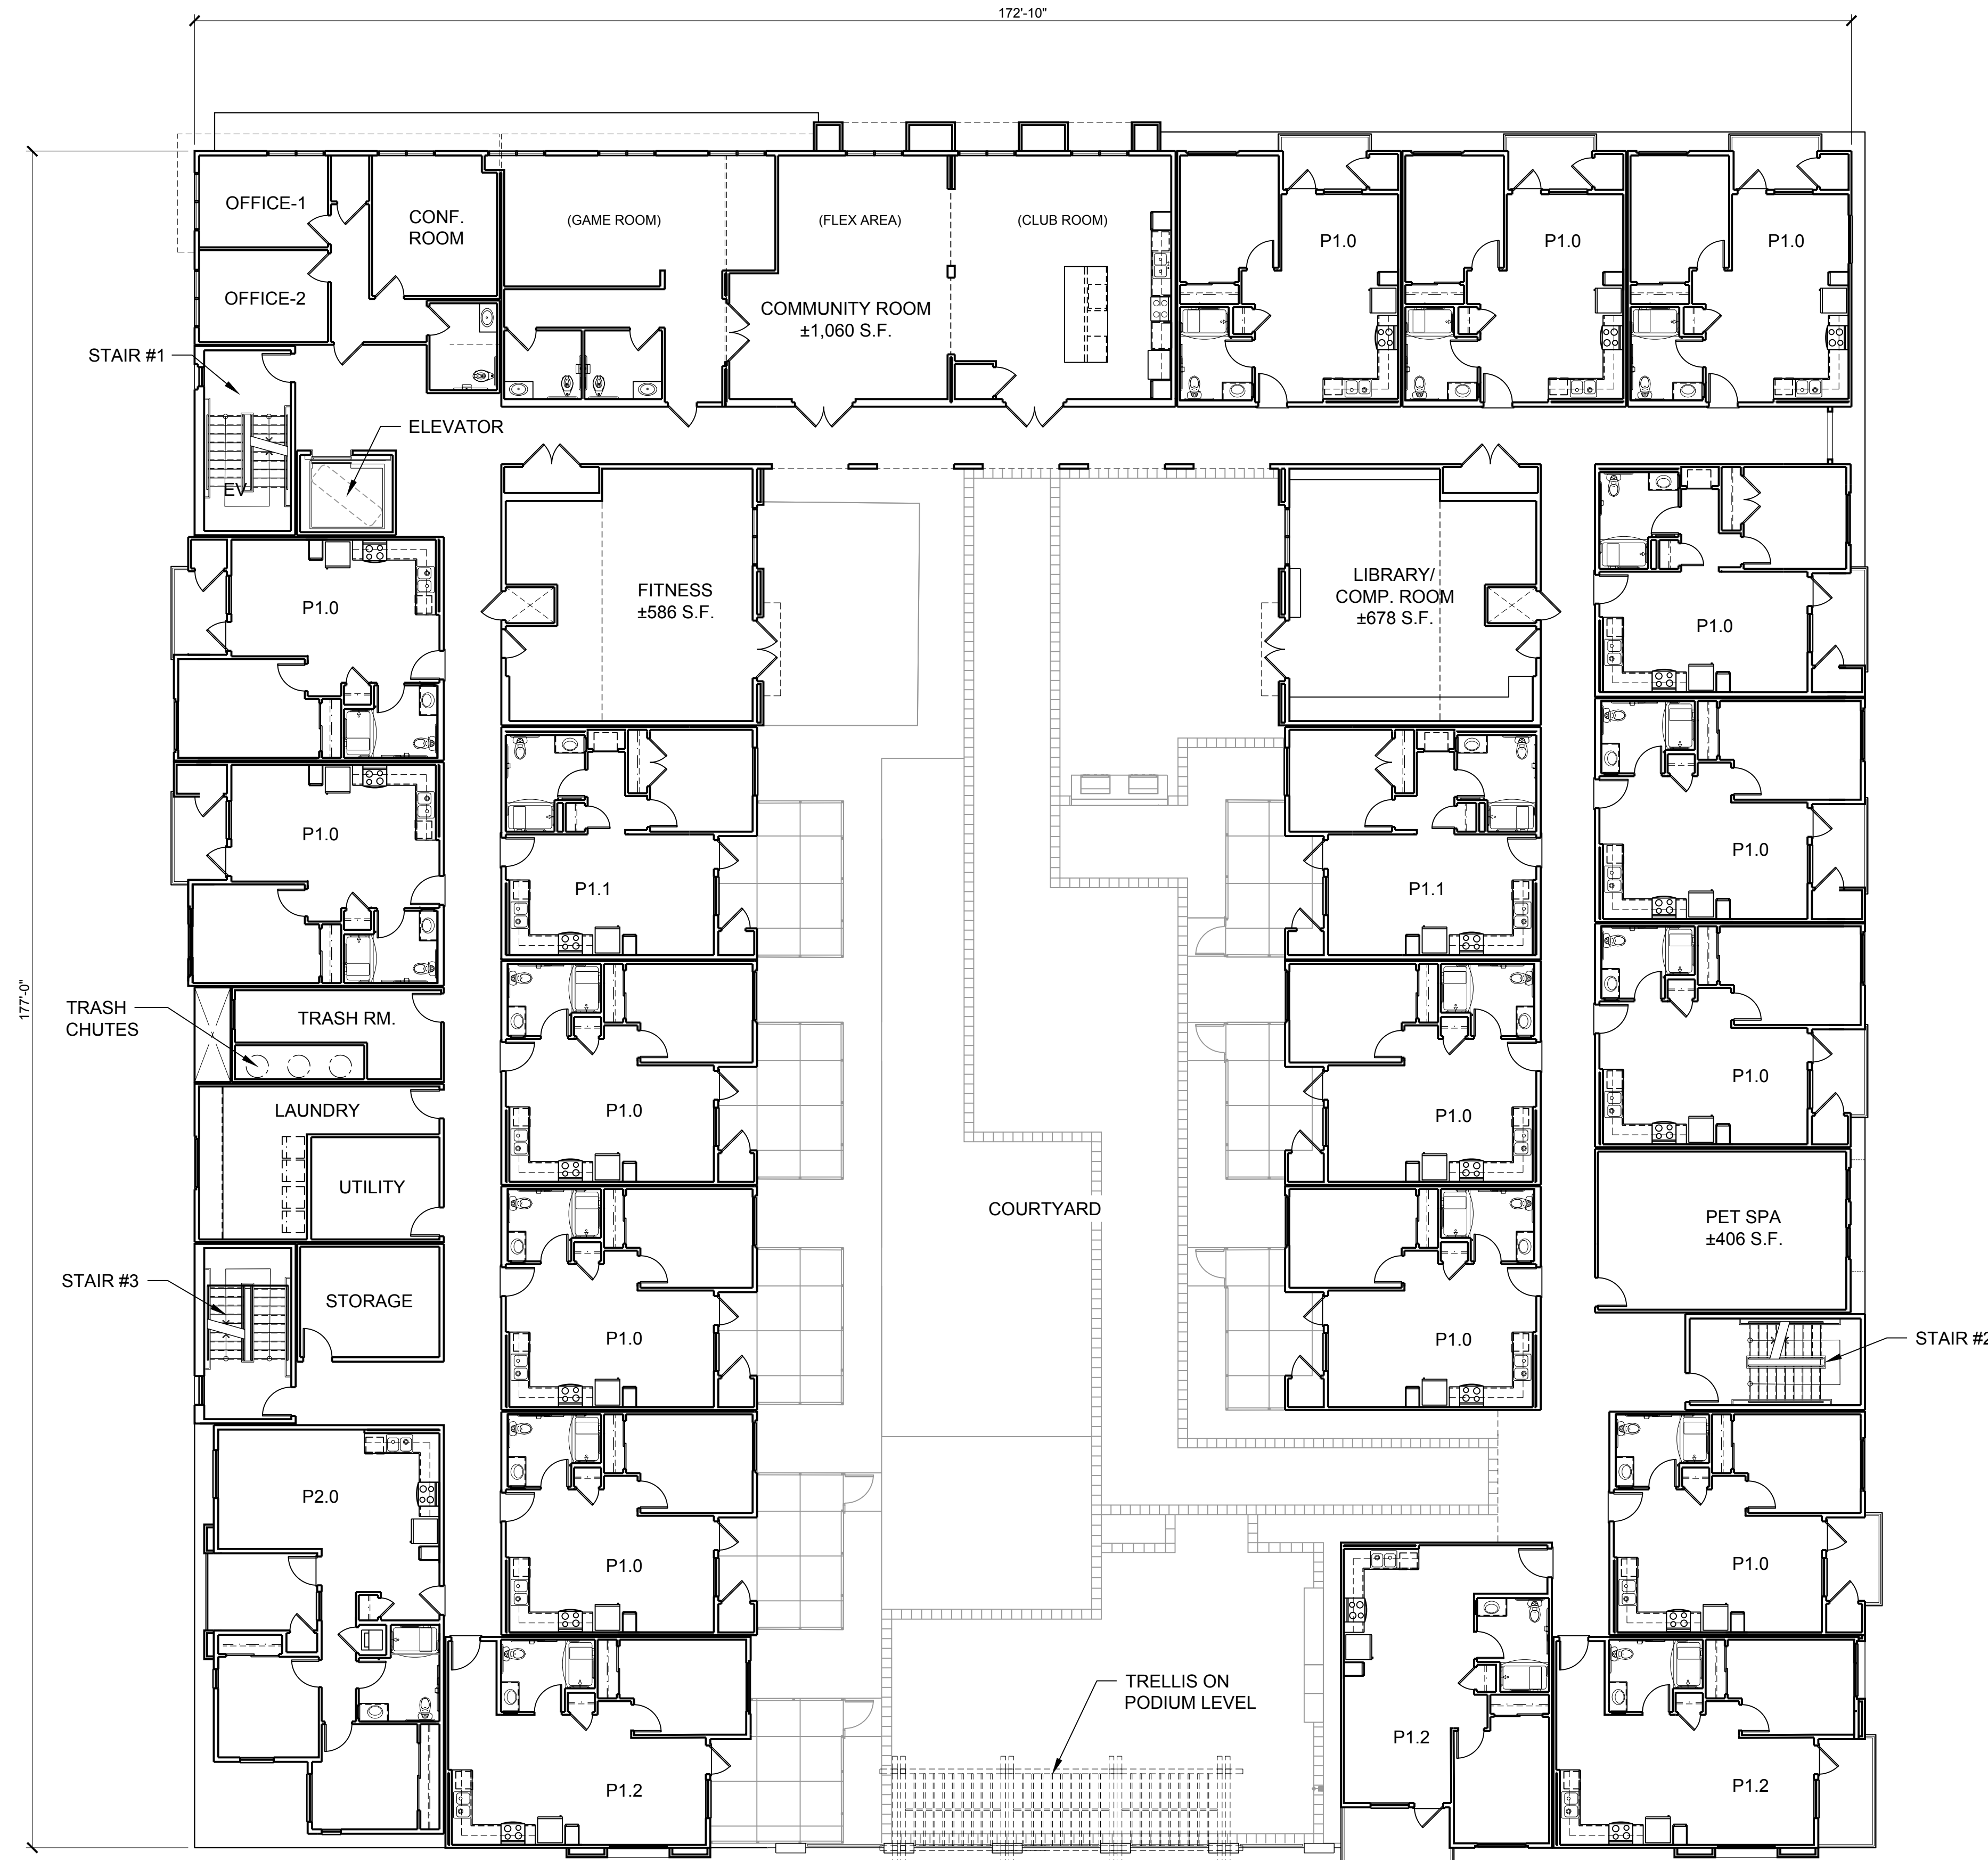 172'-10"
OFFICE-1
CONF.
ROOM
(GAME ROOM)
(FLEX AREA)
(CLUB ROOM)
P1.0
P1.0
P1.0
OFFICE-2
COMMUNITY ROOM
±1,060 S.F.
STAIR #1
ELEVATOR
EV
FITNESS
±586 S.F.
LIBRARY/
COMP. ROOM
±678 S.F.
P1.0
P1.0
P1.0
P1.0
P1.1
P1.1
P1.0
177'-0"
TRASH
CHUTES
TRASH RM.
P1.0
LAUNDRY
P1.0
P1.0
UTILITY
COURTYARD
PET SPA
±406 S.F.
STAIR #3
STORAGE
P1.0
P1.0
STAIR #2
P2.0
P1.0
P1.0
TRELLIS ON
PODIUM LEVEL
P1.2
P1.2
P1.2